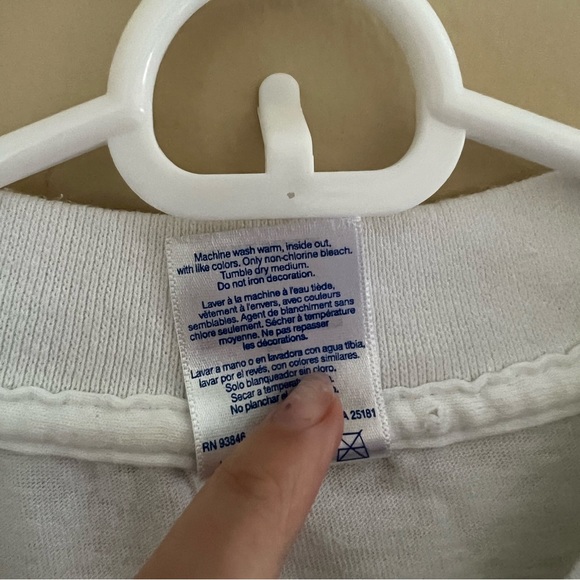 Machine wash warm, inside out,
with like colors. Only non-chlorine bleach.
Tumble dry medium.
Do not iron decoration.
Laver à la machine à l'eau tiède,
vêtement à l'envers, avec couleurs
semblables. Agent de blanchiment sans
chlore seulement. Sécher à température
moyenne. Ne pas repasser
les décorations.
Lavar a mano o en lavadora con agua tibia,
lavar por el revés, con colores similares.
Solo blanqueador sin cloro.
Secar a
No planchar
RN 93846 25181